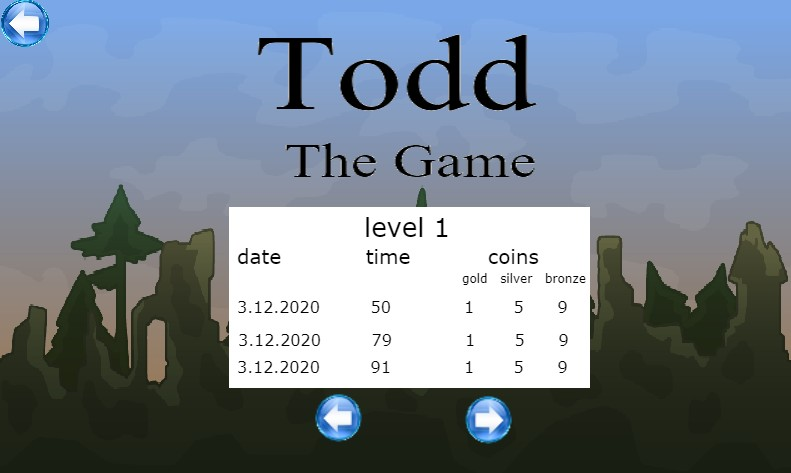 Todd
The Game
level 1
date time coins
gold silver bronze
3.12.2020 50 1 5 9
3.12.2020 79 1 5 9
3.12.2020 91 1 5 9